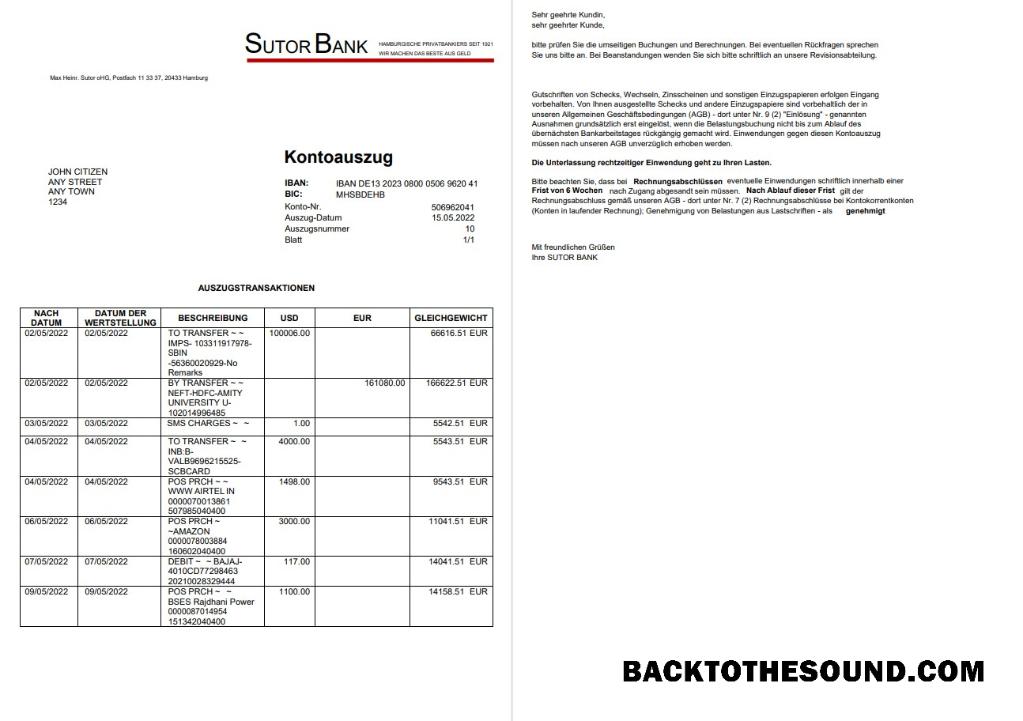 SUTOR BANK HAMBURGISCHE PRIVATBANKIERS SEIT 1921
WIR MACHEN DAS BESTE AUS GELD
Max Heinr. Sutor oHG, Postfach 11 33 37, 20433 Hamburg
Kontoauszug
JOHN CITIZEN
ANY STREET
ANY TOWN
1234
IBAN: IBAN DE13 2023 0800 0506 9620 41
BIC: MHSBDEHB
Konto-Nr. 506962041
Auszug-Datum 15.05.2022
Auszugsnummer 10
Blatt 1/1
AUSZUGSTRANSAKTIONEN
NACH DATUM DATUM DER WERTSTELLUNG BESCHREIBUNG USD EUR GLEICHGEWICHT
02/05/2022 02/05/2022 TO TRANSFER ~ ~ 100006.00 66616.51 EUR
IMPS- 103311917978-
SBIN
-56360020929-No
Remarks
02/05/2022 02/05/2022 BY TRANSFER ~ ~ 161080.00 166622.51 EUR
NEFT-HDFC-AMITY
UNIVERSITY U-
102014996485
03/05/2022 03/05/2022 SMS CHARGES ~ ~ 1.00 5542.51 EUR
04/05/2022 04/05/2022 TO TRANSFER ~ ~ 4000.00 5543.51 EUR
INB:B-
VALB9696215525-
SCBCARD
04/05/2022 04/05/2022 POS PRCH ~ ~ 1498.00 9543.51 EUR
WWW AIRTEL IN
0000070013861
507985040400
06/05/2022 06/05/2022 POS PRCH ~ 3000.00 11041.51 EUR
~AMAZON
0000078003884
160602040400
07/05/2022 07/05/2022 DEBIT ~ ~ BAJAJ- 117.00 14041.51 EUR
4010CD77298463
20210028329444
09/05/2022 09/05/2022 POS PRCH ~ ~ 1100.00 14158.51 EUR
BSES Rajdhani Power
0000087014954
151342040400
Sehr geehrte Kundin,
sehr geehrter Kunde,
bitte prüfen Sie die umseitigen Buchungen und Berechnungen. Bei eventuellen Rückfragen sprechen
Sie uns bitte an. Bei Beanstandungen wenden Sie sich bitte schriftlich an unsere Revisionsabteilung.
Gutschriften von Schecks, Wechseln, Zinsscheinen und sonstigen Einzugspapieren erfolgen Eingang
vorbehalten. Von Ihnen ausgestellte Schecks und andere Einzugspapiere sind vorbehaltlich der in
unseren Allgemeinen Geschäftsbedingungen (AGB) - dort unter Nr. 9 (2) "Einlösung" - genannten
Ausnahmen grundsätzlich erst eingelöst, wenn die Belastungsbuchung nicht bis zum Ablauf des
übernächsten Bankarbeitstages rückgängig gemacht wird. Einwendungen gegen diesen Kontoauszug
müssen nach unseren AGB unverzüglich erhoben werden.
Die Unterlassung rechtzeitiger Einwendung geht zu Ihren Lasten.
Bitte beachten Sie, dass bei Rechnungsabschlüssen eventuelle Einwendungen schriftlich innerhalb einer
Frist von 6 Wochen nach Zugang abgesandt sein müssen. Nach Ablauf dieser Frist gilt der
Rechnungsabschluss gemäß unseren AGB - dort unter Nr. 7 (2) Rechnungsabschlüsse bei Kontokorrentkonten
(Konten in laufender Rechnung); Genehmigung von Belastungen aus Lastschriften - als genehmigt
Mit freundlichen Grüßen
Ihre SUTOR BANK
BACKTOTHESOUND.COM